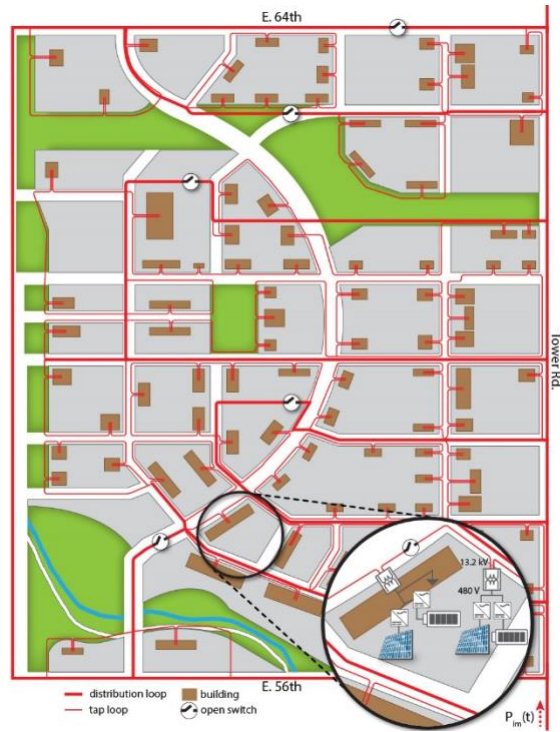 E. 64th
Tower Rd.
13.2 kV
480 V
E. 56th
distribution loop
building
tap loop
open switch
P_im(t)